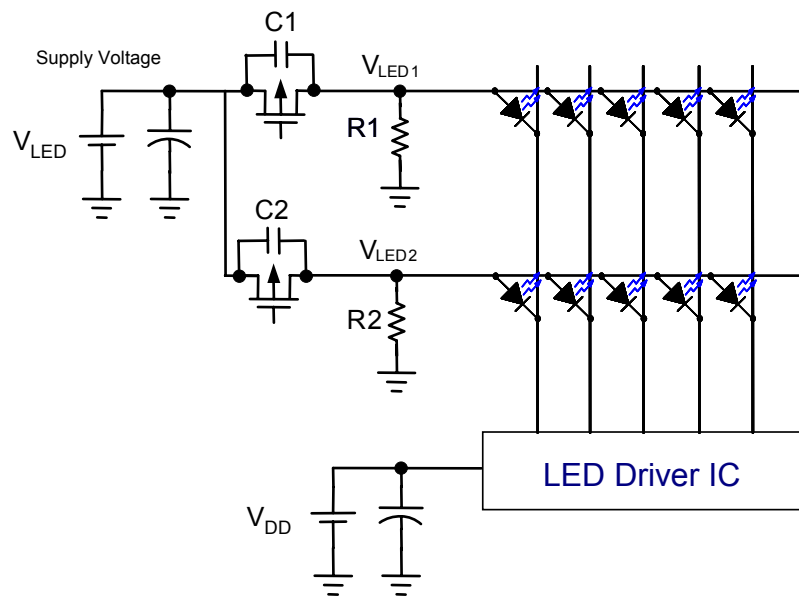 C1
Supply Voltage
VLED1
R1
VLED
C2
VLED2
R2
LED Driver IC
VDD